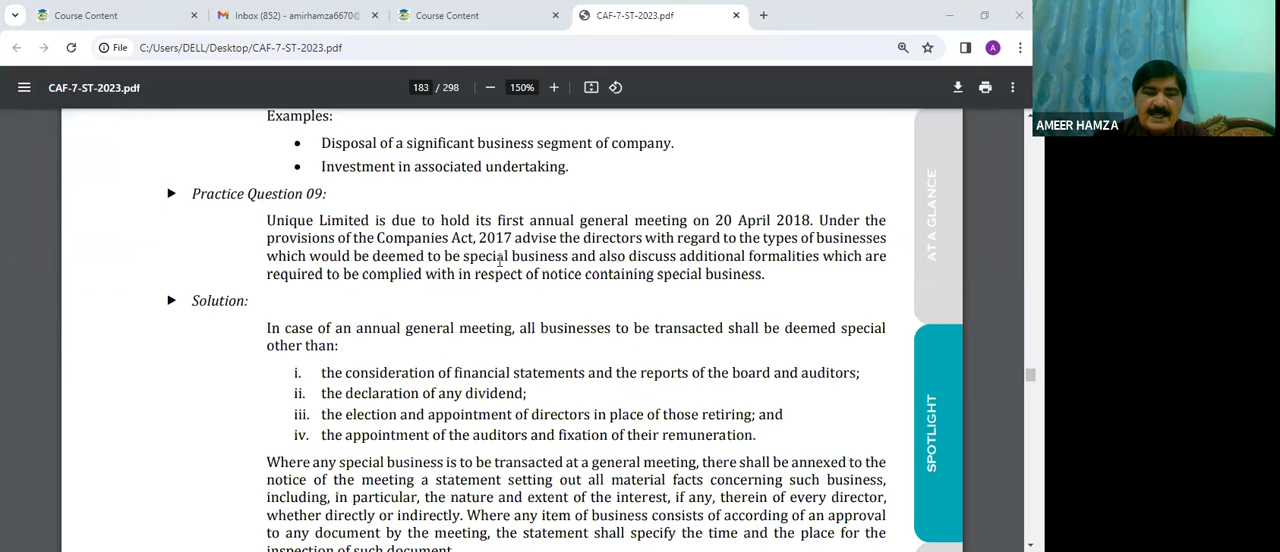 Course Content
Inbox (852) - amirhamza6670@
Course Content
CAF-7-ST-2023.pdf
File C:/Users/DELL/Desktop/CAF-7-ST-2023.pdf
A
CAF-7-ST-2023.pdf
183 / 298
150%
AMEER HAMZA
Examples:
• Disposal of a significant business segment of company.
• Investment in associated undertaking.
Practice Question 09:
Unique Limited is due to hold its first annual general meeting on 20 April 2018. Under the
provisions of the Companies Act, 2017 advise the directors with regard to the types of businesses
which would be deemed to be special business and also discuss additional formalities which are
required to be complied with in respect of notice containing special business.
Solution:
In case of an annual general meeting, all businesses to be transacted shall be deemed special
other than:
i. the consideration of financial statements and the reports of the board and auditors;
ii. the declaration of any dividend;
iii. the election and appointment of directors in place of those retiring; and
iv. the appointment of the auditors and fixation of their remuneration.
Where any special business is to be transacted at a general meeting, there shall be annexed to the
notice of the meeting a statement setting out all material facts concerning such business,
including, in particular, the nature and extent of the interest, if any, therein of every director,
whether directly or indirectly. Where any item of business consists of according of an approval
to any document by the meeting, the statement shall specify the time and the place for the
inspection of such document.
AT A GLANCE
SPOTLIGHT